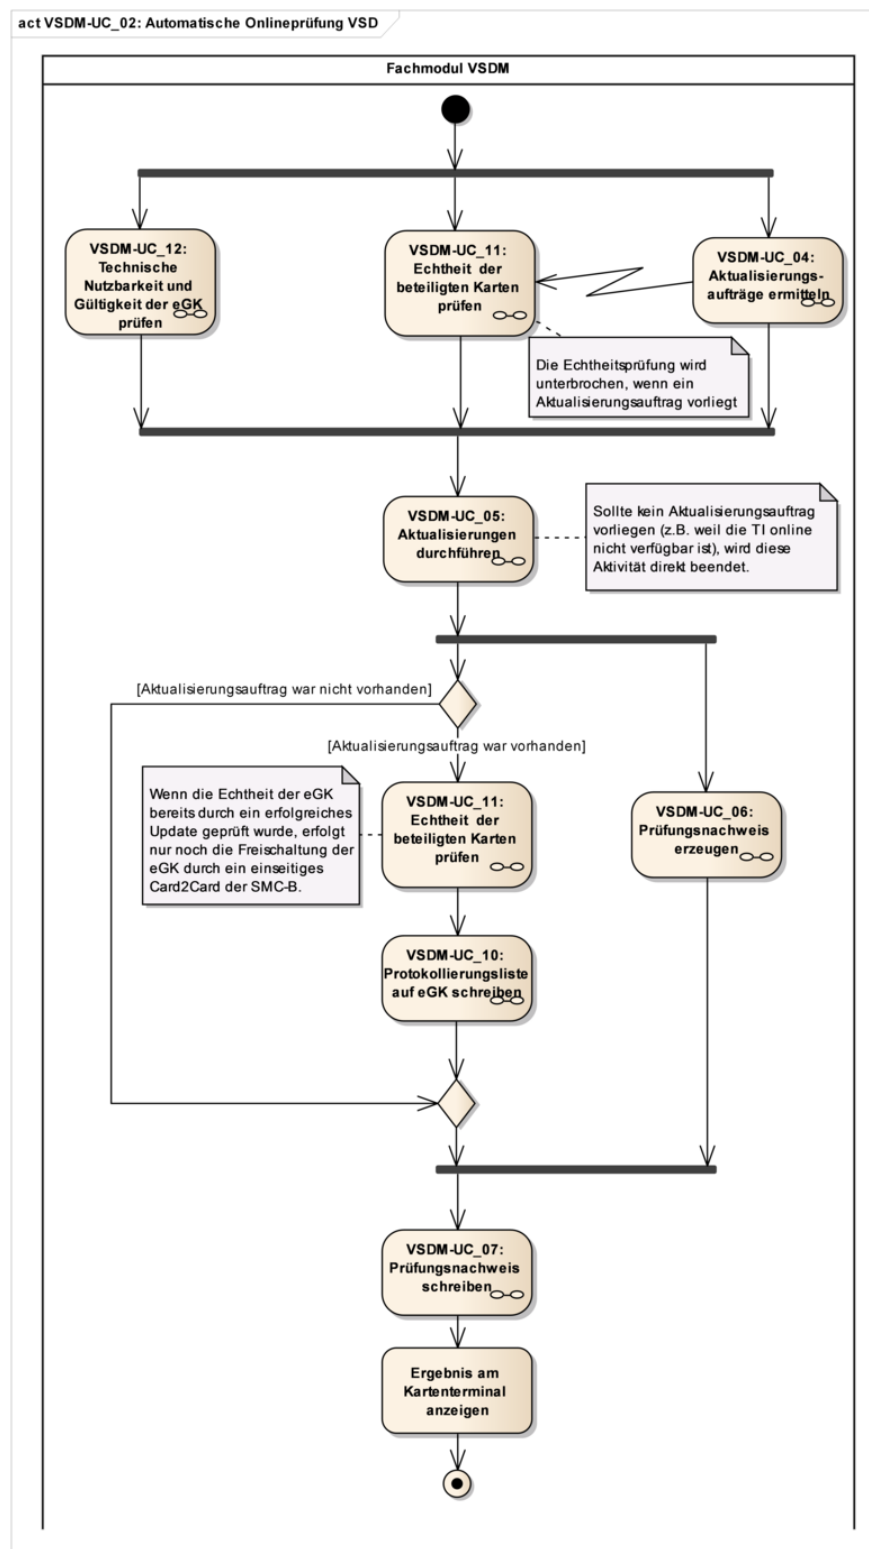 act VSDM-UC_02: Automatische Onlineprüfung VSD
Fachmodul VSDM
VSDM-UC_12:
Technische
Nutzbarkeit und
Gültigkeit der eGK
prüfen
VSDM-UC_11:
Echtheit der
beteiligten Karten
prüfen
VSDM-UC_04:
Aktualisierungs-
aufträge ermitteln
Die Echtheitsprüfung wird
unterbrochen, wenn ein
Aktualisierungsauftrag vorliegt
VSDM-UC_05:
Aktualisierungen
durchführen
Sollte kein Aktualisierungsauftrag
vorliegen (z.B. weil die TI online
nicht verfügbar ist), wird diese
Aktivität direkt beendet.
[Aktualisierungsauftrag war nicht vorhanden]
[Aktualisierungsauftrag war vorhanden]
Wenn die Echtheit der eGK
bereits durch ein erfolgreiches
Update geprüft wurde, erfolgt
nur noch die Freischaltung der
eGK durch ein einseitiges
Card2Card der SMC-B.
VSDM-UC_11:
Echtheit der
beteiligten Karten
prüfen
VSDM-UC_06:
Prüfungsnachweis
erzeugen
VSDM-UC_10:
Protokollierungsliste
auf eGK schreiben
VSDM-UC_07:
Prüfungsnachweis
schreiben
Ergebnis am
Kartenterminal
anzeigen